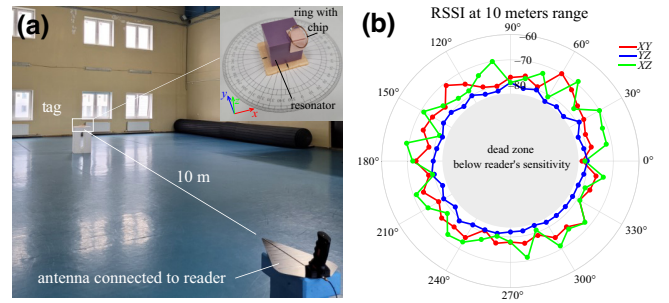 (a)
ring with
chip
resonator
y
z
x
tag
10 m
antenna connected to reader
(b)
RSSI at 10 meters range
90°
−60
−70
−80
XY
YZ
XZ
120°
60°
150°
30°
180°
0°
dead zone
below reader's sensitivity
210°
330°
240°
300°
270°